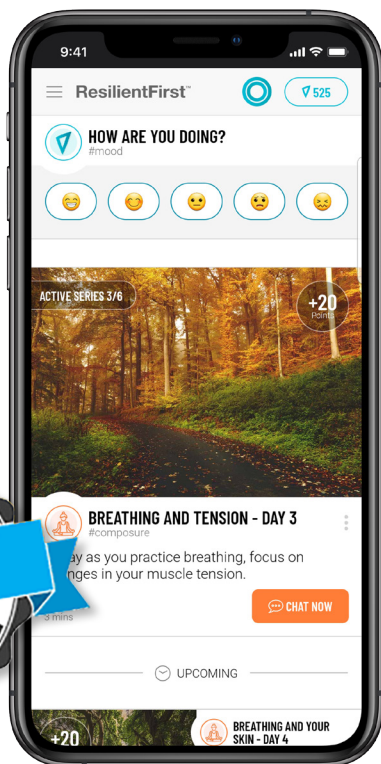 9:41
ResilientFirst™
525
HOW ARE YOU DOING?
#mood
ACTIVE SERIES 3/6
+20
Points
BREATHING AND TENSION - DAY 3
#composure
ay as you practice breathing, focus on
nges in your muscle tension.
3 mins
CHAT NOW
UPCOMING
+20
BREATHING AND YOUR
SKIN - DAY 4